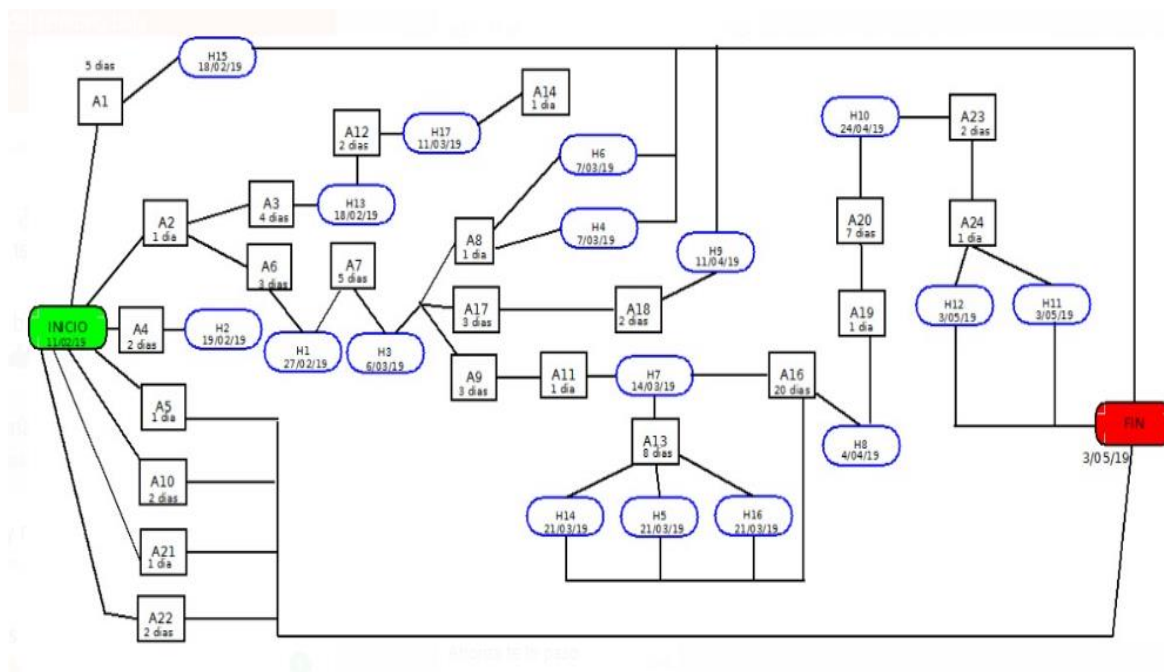 5 dias
H15
18/02/19
A1
A14
1 dia
A12
2 dias
H17
11/03/19
H10
24/04/19
A23
2 dias
H6
7/03/19
A2
1 dia
A3
4 dias
H13
18/02/19
A8
1 dia
H4
7/03/19
A20
7 dias
A24
1 dia
A6
3 dias
A7
5 dias
H9
11/04/19
INICIO
11/02/19
A4
2 dias
H2
19/02/19
H1
27/02/19
H3
6/03/19
A17
3 dias
A18
2 dias
A19
1 dia
H12
3/05/19
H11
3/05/19
A9
3 dias
A11
1 dia
H7
14/03/19
A16
20 dias
A5
1 dia
A13
8 dias
H8
4/04/19
FIN
3/05/19
A10
2 dias
H14
21/03/19
H5
21/03/19
H16
21/03/19
A21
1 dia
A22
2 dias